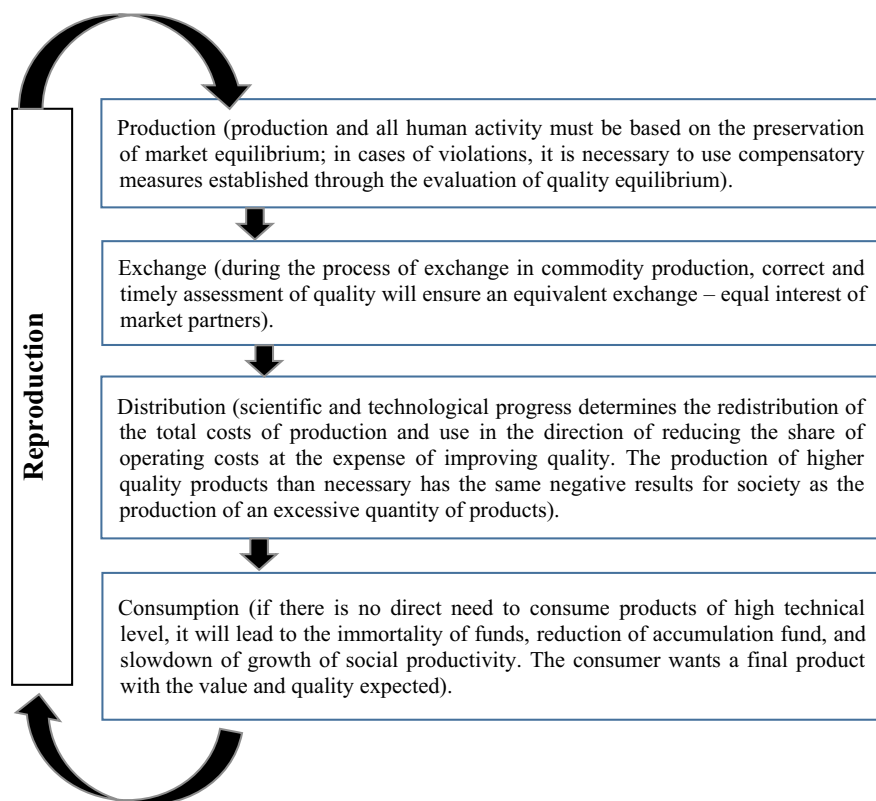 Reproduction
Production (production and all human activity must be based on the preservation
of market equilibrium; in cases of violations, it is necessary to use compensatory
measures established through the evaluation of quality equilibrium).
Exchange (during the process of exchange in commodity production, correct and
timely assessment of quality will ensure an equivalent exchange – equal interest of
market partners).
Distribution (scientific and technological progress determines the redistribution of
the total costs of production and use in the direction of reducing the share of
operating costs at the expense of improving quality. The production of higher
quality products than necessary has the same negative results for society as the
production of an excessive quantity of products).
Consumption (if there is no direct need to consume products of high technical
level, it will lead to the immortality of funds, reduction of accumulation fund, and
slowdown of growth of social productivity. The consumer wants a final product
with the value and quality expected).